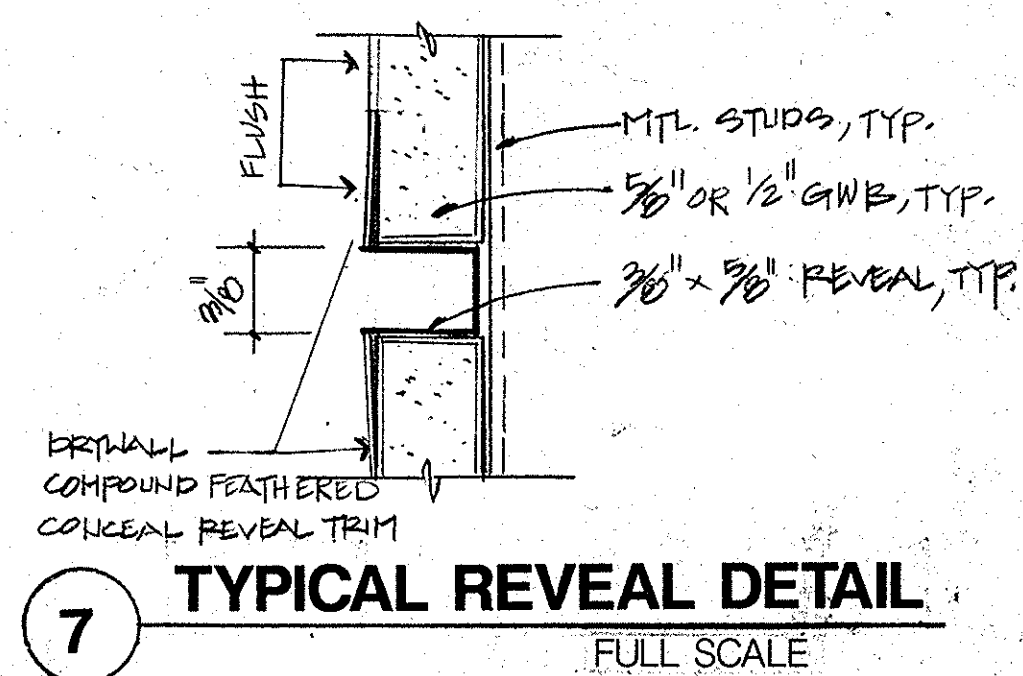 FLUSH
MTL. STUDS, TYP.
5/8" OR 1/2" GWB, TYP.
3/8"
3/8" x 5/8" REVEAL, TYP.
DRYWALL
COMPOUND FEATHERED
CONCEAL REVEAL TRIM
7
TYPICAL REVEAL DETAIL
FULL SCALE